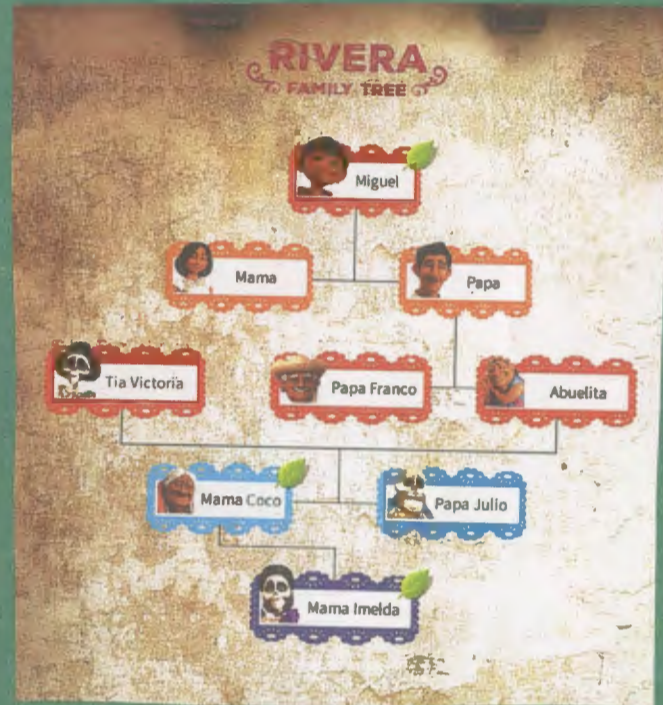 RIVERA
FAMILY TREE
Miguel
Mama
Papa
Tia Victoria
Papa Franco
Abuelita
Mama Coco
Papa Julio
Mama Imelda